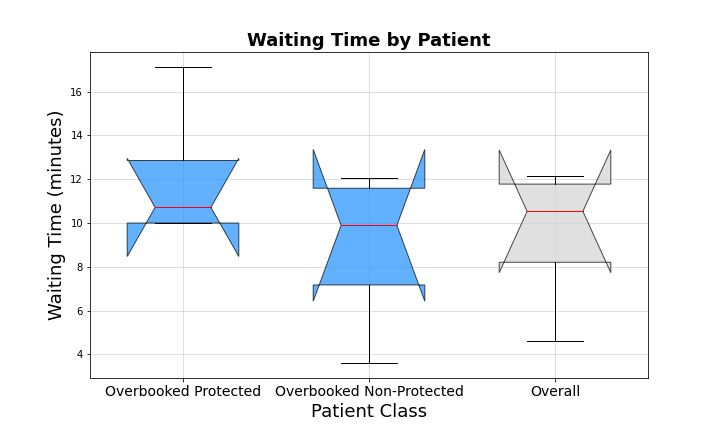 Waiting Time by Patient
Waiting Time (minutes)
16
14
12
10
8
6
4
Overbooked Protected
Overbooked Non-Protected
Overall
Patient Class